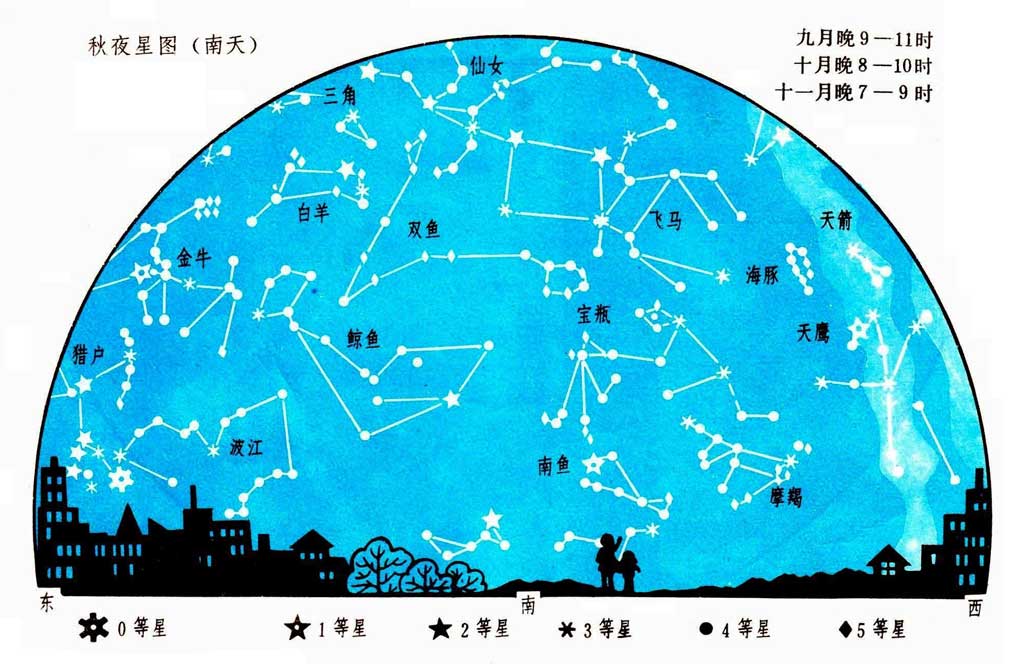 秋夜星图（南天）
九月晚9—11时
十月晚8—10时
十一月晚7—9时
仙女
三角
白羊
双鱼
飞马
天箭
金牛
海豚
宝瓶
天鹰
鲸鱼
猎户
波江
南鱼
摩羯
东
南
西
0等星
1等星
2等星
3等星
4等星
5等星